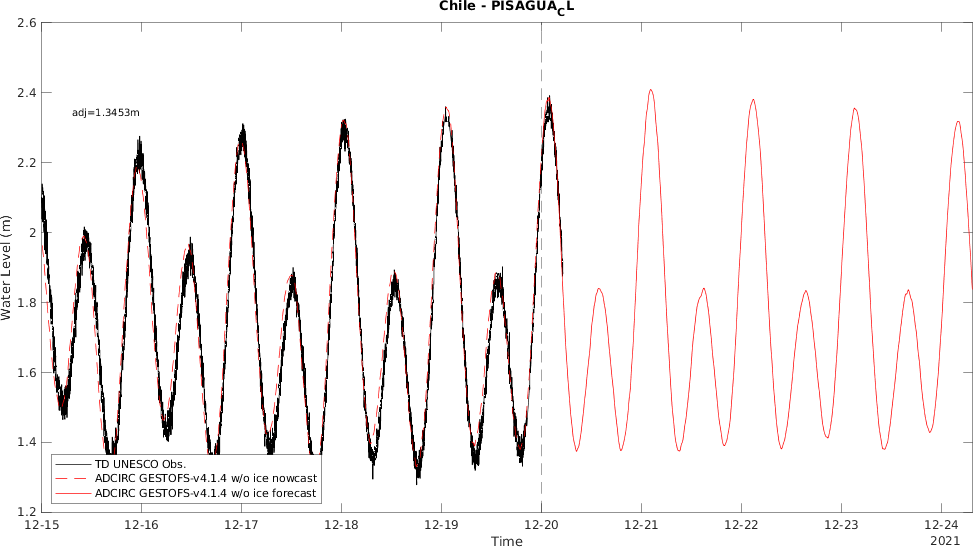 Chile - PISAGUA_CL
2.6
2.4
2.2
2
1.8
1.6
1.4
1.2
Water Level (m)
adj=1.3453m
TD UNESCO Obs.
ADCIRC GESTOFS-v4.1.4 w/o ice nowcast
ADCIRC GESTOFS-v4.1.4 w/o ice forecast
12-15 12-16 12-17 12-18 12-19 12-20 12-21 12-22 12-23 12-24
Time
2021